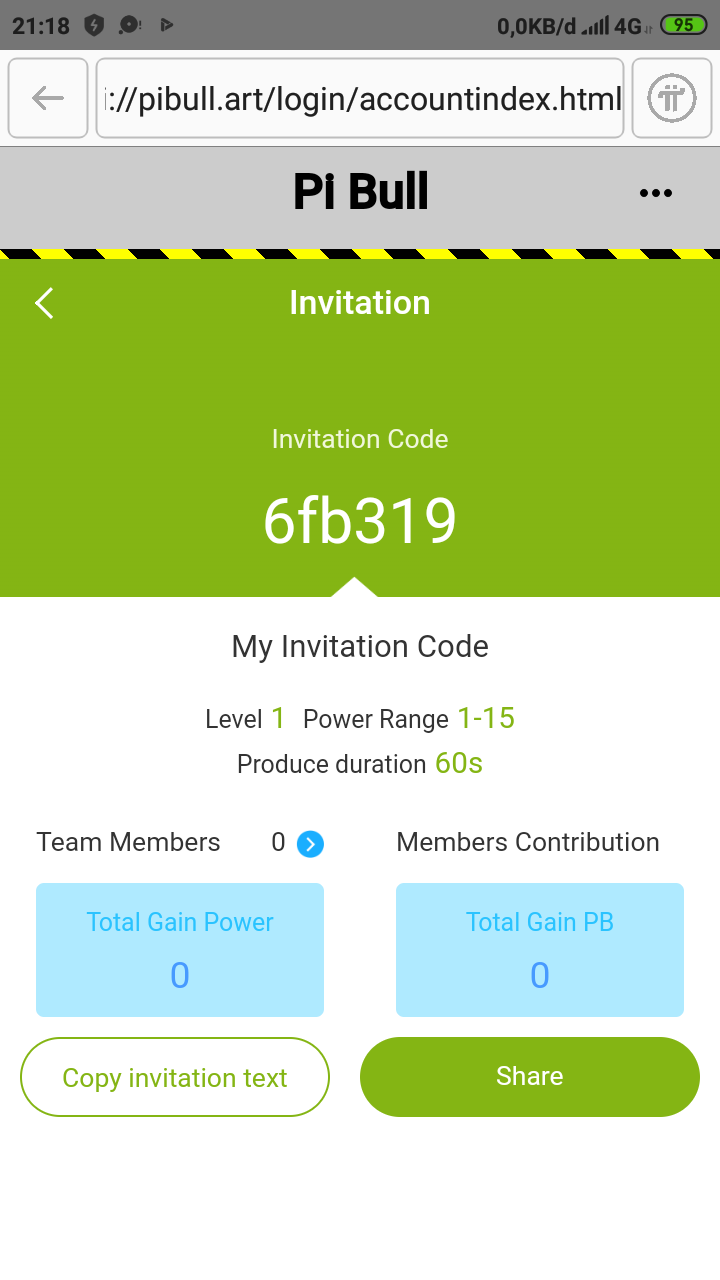 21:18 0,0KB/d 4G 95
i://pibull.art/login/accountindex.html
Pi Bull
Invitation
Invitation Code
6fb319
My Invitation Code
Level 1 Power Range 1-15
Produce duration 60s
Team Members 0 Members Contribution
Total Gain Power Total Gain PB
0 0
Copy invitation text Share